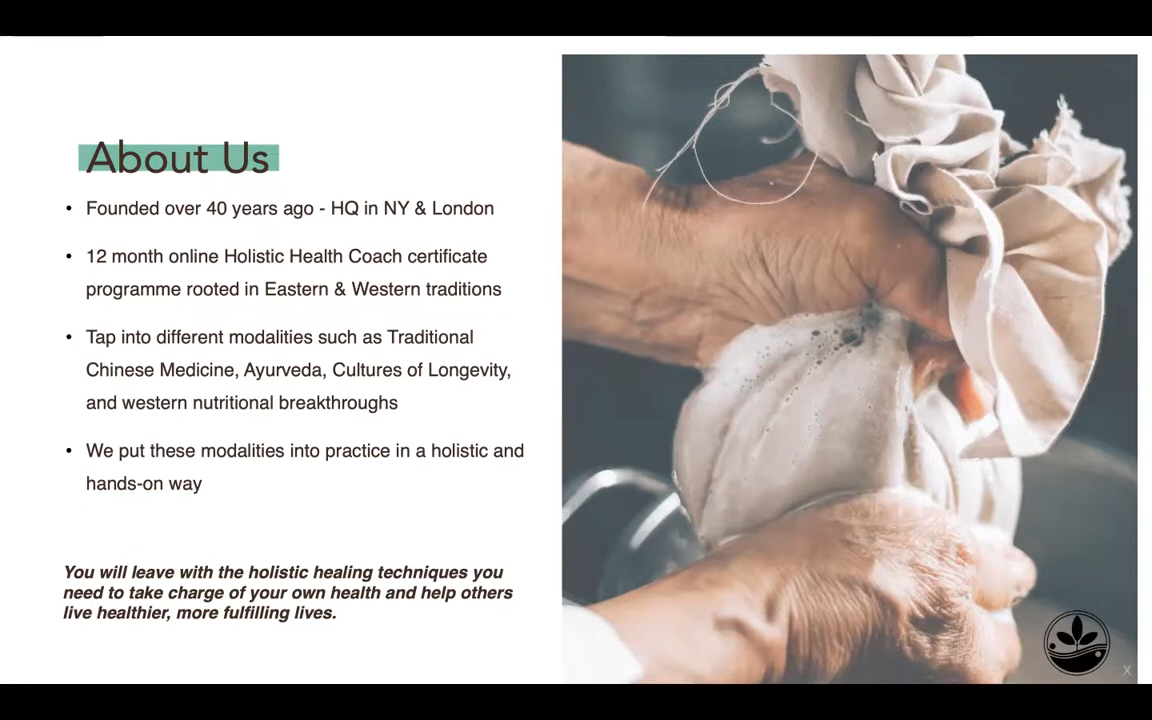 About Us
• Founded over 40 years ago - HQ in NY & London
• 12 month online Holistic Health Coach certificate
programme rooted in Eastern & Western traditions
• Tap into different modalities such as Traditional
Chinese Medicine, Ayurveda, Cultures of Longevity,
and western nutritional breakthroughs
• We put these modalities into practice in a holistic and
hands-on way
You will leave with the holistic healing techniques you
need to take charge of your own health and help others
live healthier, more fulfilling lives.
X